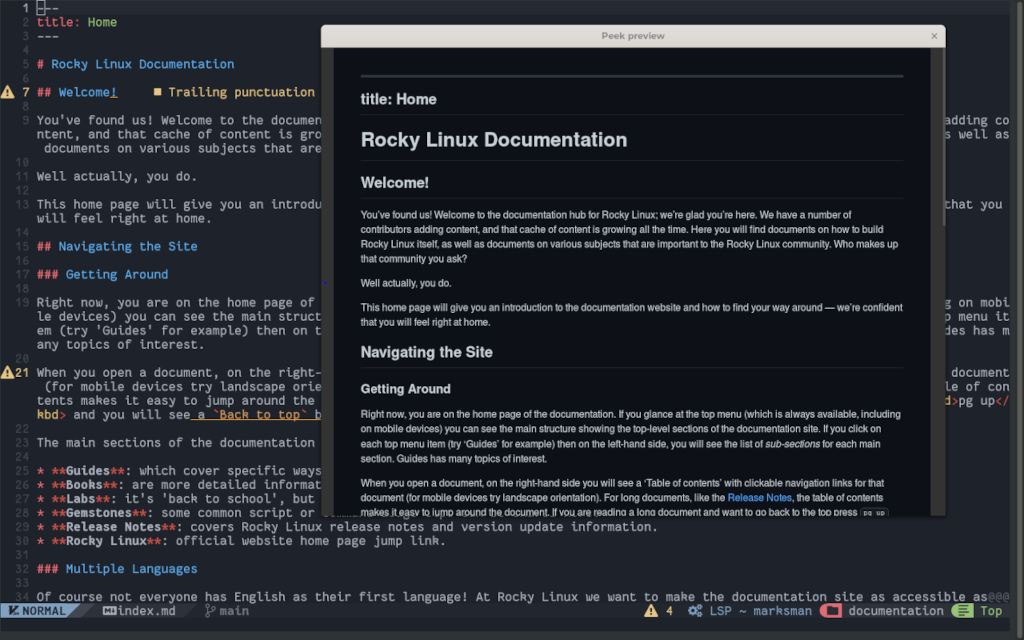 1 ---
2 title: Home
3 ---
4
5 # Rocky Linux Documentation
6
7 ## Welcome! ■ Trailing punctuation
8
9 You've found us! Welcome to the documen
adding co
ntent, and that cache of content is gro
s well as
documents on various subjects that are
10
11 Well actually, you do.
12
13 This home page will give you an introdu
that you
will feel right at home.
14
15 ## Navigating the Site
16
17 ### Getting Around
18
19 Right now, you are on the home page of
g on mobi
le devices) you can see the main struct
p menu it
em (try 'Guides' for example) then on t
des has m
any topics of interest.
20
21 When you open a document, on the right-
document
(for mobile devices try landscape orie
le of con
tents makes it easy to jump around the
d>pg up</
kbd> and you will see a `Back to top` b
22
23 The main sections of the documentation
24
25 * **Guides**: which cover specific ways
26 * **Books**: are more detailed informat
27 * **Labs**: it's 'back to school', but
28 * **Gemstones**: some common script or
29 * **Release Notes**: covers Rocky Linux release notes and version update information.
30 * **Rocky Linux**: official website home page jump link.
31
32 ### Multiple Languages
33
34 Of course not everyone has English as their first language! At Rocky Linux we want to make the documentation site as accessible as@@@
NORMAL index.md main 4 LSP ~ marksman documentation Top
Peek preview ×
title: Home
Rocky Linux Documentation
Welcome!
You’ve found us! Welcome to the documentation hub for Rocky Linux; we’re glad you’re here. We have a number of
contributors adding content, and that cache of content is growing all the time. Here you will find documents on how to build
Rocky Linux itself, as well as documents on various subjects that are important to the Rocky Linux community. Who makes up
that community you ask?
Well actually, you do.
This home page will give you an introduction to the documentation website and how to find your way around — we’re confident
that you will feel right at home.
Navigating the Site
Getting Around
Right now, you are on the home page of the documentation. If you glance at the top menu (which is always available, including
on mobile devices) you can see the main structure showing the top-level sections of the documentation site. If you click on
each top menu item (try ‘Guides’ for example) then on the left-hand side, you will see the list of sub-sections for each main
section. Guides has many topics of interest.
When you open a document, on the right-hand side you will see a ‘Table of contents’ with clickable navigation links for that
document (for mobile devices try landscape orientation). For long documents, like the Release Notes, the table of contents
makes it easy to jump around the document. If you are reading a long document and want to go back to the top press pg up